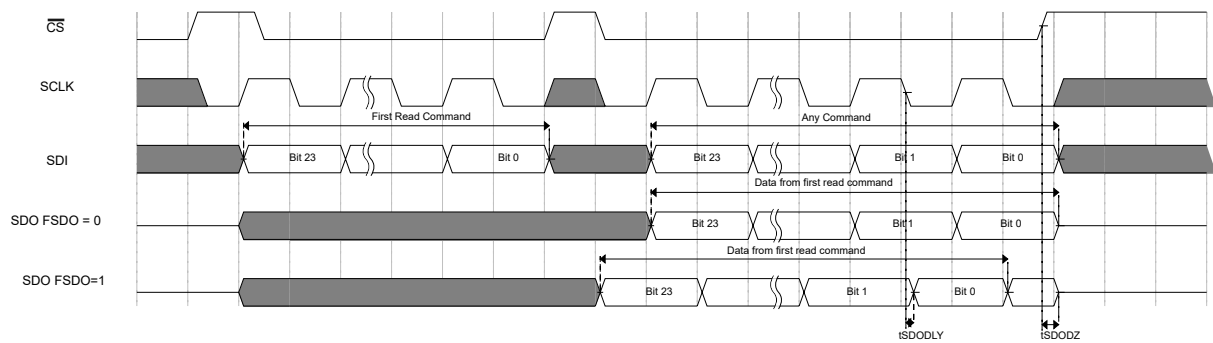 CS
SCLK
First Read Command
Any Command
SDI
Bit 23
Bit 0
Bit 23
Bit 1
Bit 0
Data from first read command
SDO FSDO = 0
Bit 23
Bit 1
Bit 0
Data from first read command
SDO FSDO=1
Bit 23
Bit 1
Bit 0
tSDODLY
tSDODZ